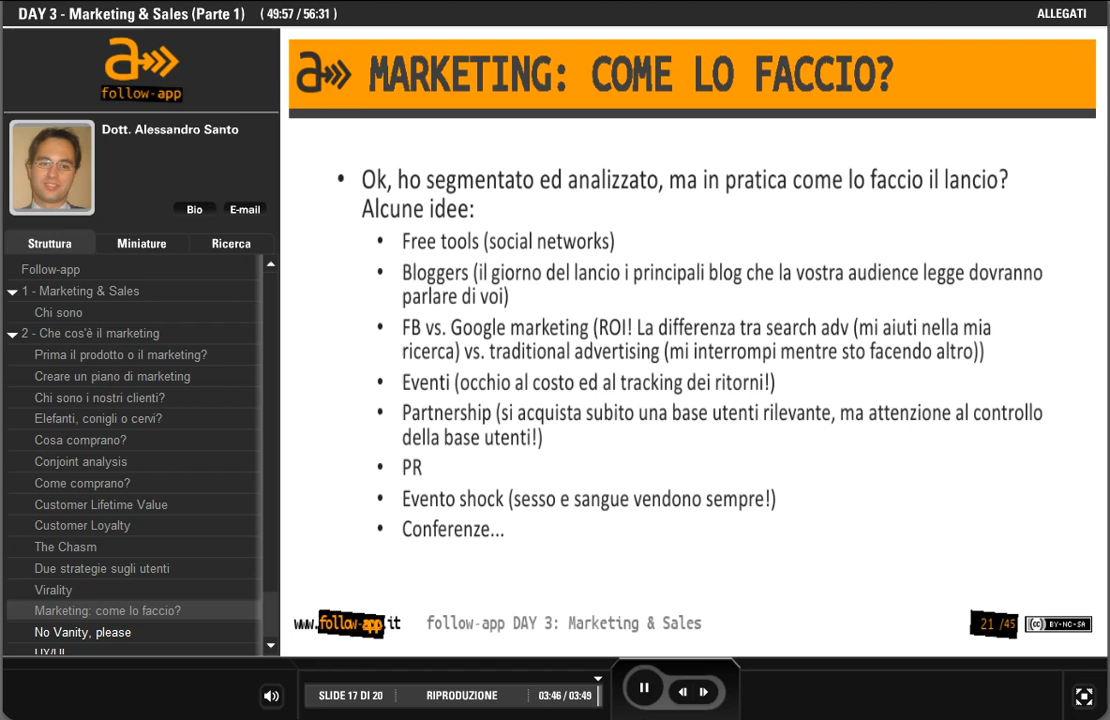 DAY 3 - Marketing & Sales (Parte 1) ( 49:57 / 56:31 )
ALLEGATI
a
follow-app
Dott. Alessandro Santo
Bio
E-mail
Struttura
Miniature
Ricerca
Follow-app
1 - Marketing & Sales
Chi sono
2 - Che cos'è il marketing
Prima il prodotto o il marketing?
Creare un piano di marketing
Chi sono i nostri clienti?
Elefanti, conigli o cervi?
Cosa comprano?
Conjoint analysis
Come comprano?
Customer Lifetime Value
Customer Loyalty
The Chasm
Due strategie sugli utenti
Virality
Marketing: come lo faccio?
No Vanity, please
UX/UI
a MARKETING: COME LO FACCIO?
• Ok, ho segmentato ed analizzato, ma in pratica come lo faccio il lancio?
Alcune idee:
• Free tools (social networks)
• Bloggers (il giorno del lancio i principali blog che la vostra audience legge dovranno
parlare di voi)
• FB vs. Google marketing (ROI! La differenza tra search adv (mi aiuti nella mia
ricerca) vs. traditional advertising (mi interrompi mentre sto facendo altro))
• Eventi (occhio al costo ed al tracking dei ritorni!)
• Partnership (si acquista subito una base utenti rilevante, ma attenzione al controllo
della base utenti!)
• PR
• Evento shock (sesso e sangue vendono sempre!)
• Conferenze...
www.follow-app.it
follow-app DAY 3: Marketing & Sales
21 /45
cc BY-NC-SA
SLIDE 17 DI 20
RIPRODUZIONE
03:46 / 03:49